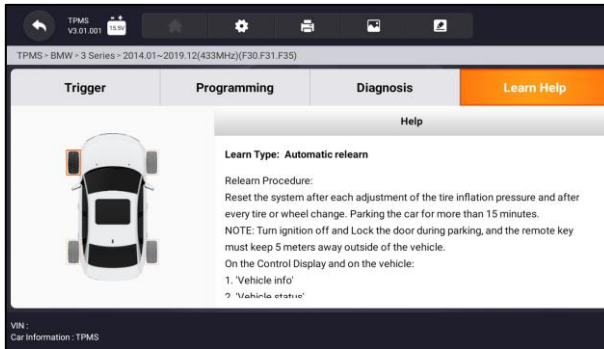 TPMS
V3.01.001
15.5V
TPMS > BMW > 3 Series > 2014.01~2019.12(433MHz)(F30.F31.F35)
Trigger
Programming
Diagnosis
Learn Help
Help
Learn Type: Automatic relearn
Relearn Procedure:
Reset the system after each adjustment of the tire inflation pressure and after
every tire or wheel change. Parking the car for more than 15 minutes.
NOTE: Turn ignition off and Lock the door during parking, and the remote key
must keep 5 meters away outside of the vehicle.
On the Control Display and on the vehicle:
1. 'Vehicle info'
2. 'Vehicle status'
VIN :
Car Information : TPMS